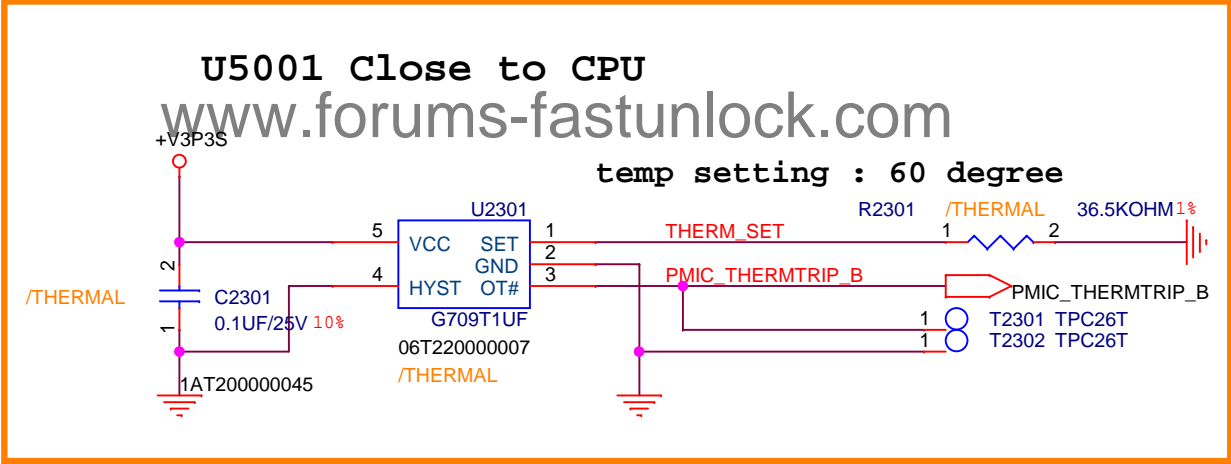 U5001 Close to CPU
www.forums-fastunlock.com
+V3P3S
temp setting : 60 degree
U2301
R2301 /THERMAL 36.5KOHM 1%
5 VCC SET 1 THERM_SET 1 2
GND 2
4 HYST OT# 3 PMIC_THERMTRIP_B
PMIC_THERMTRIP_B
2
/THERMAL C2301
0.1UF/25V 10%
1
G709T1UF
06T220000007
/THERMAL
1 T2301 TPC26T
1 T2302 TPC26T
1AT200000045